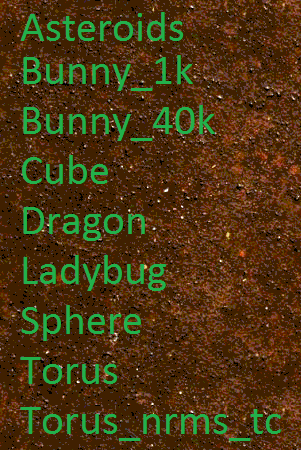 Asteroids
Bunny_1k
Bunny_40k
Cube
Dragon
Ladybug
Sphere
Torus
Torus_nrms_tc